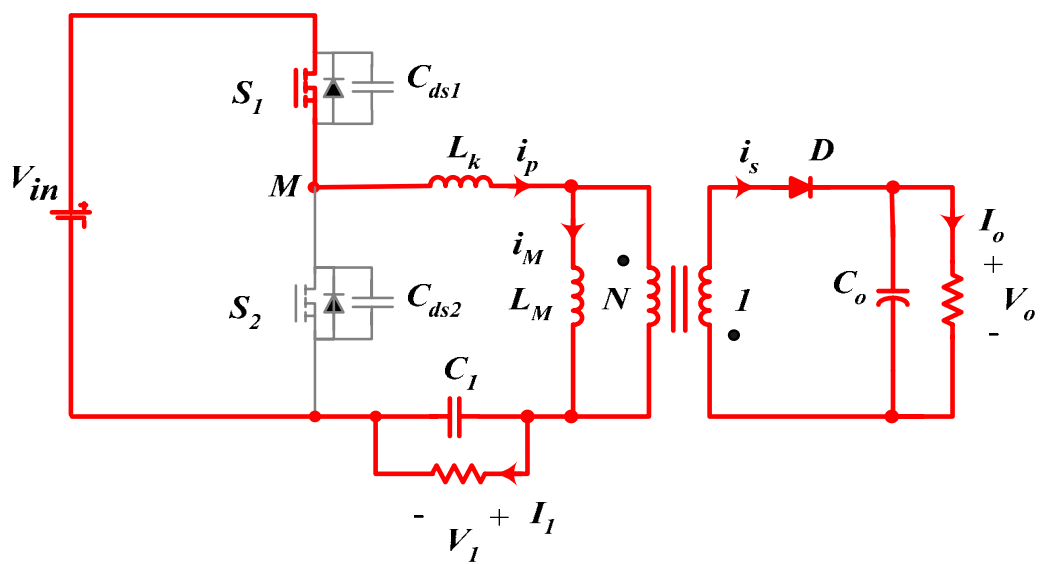 S1
Cds1
Vin
M
Lk
ip
is
D
iM
LM
N
1
Co
Io
+
Vo
-
S2
Cds2
C1
-
V1
+
I1